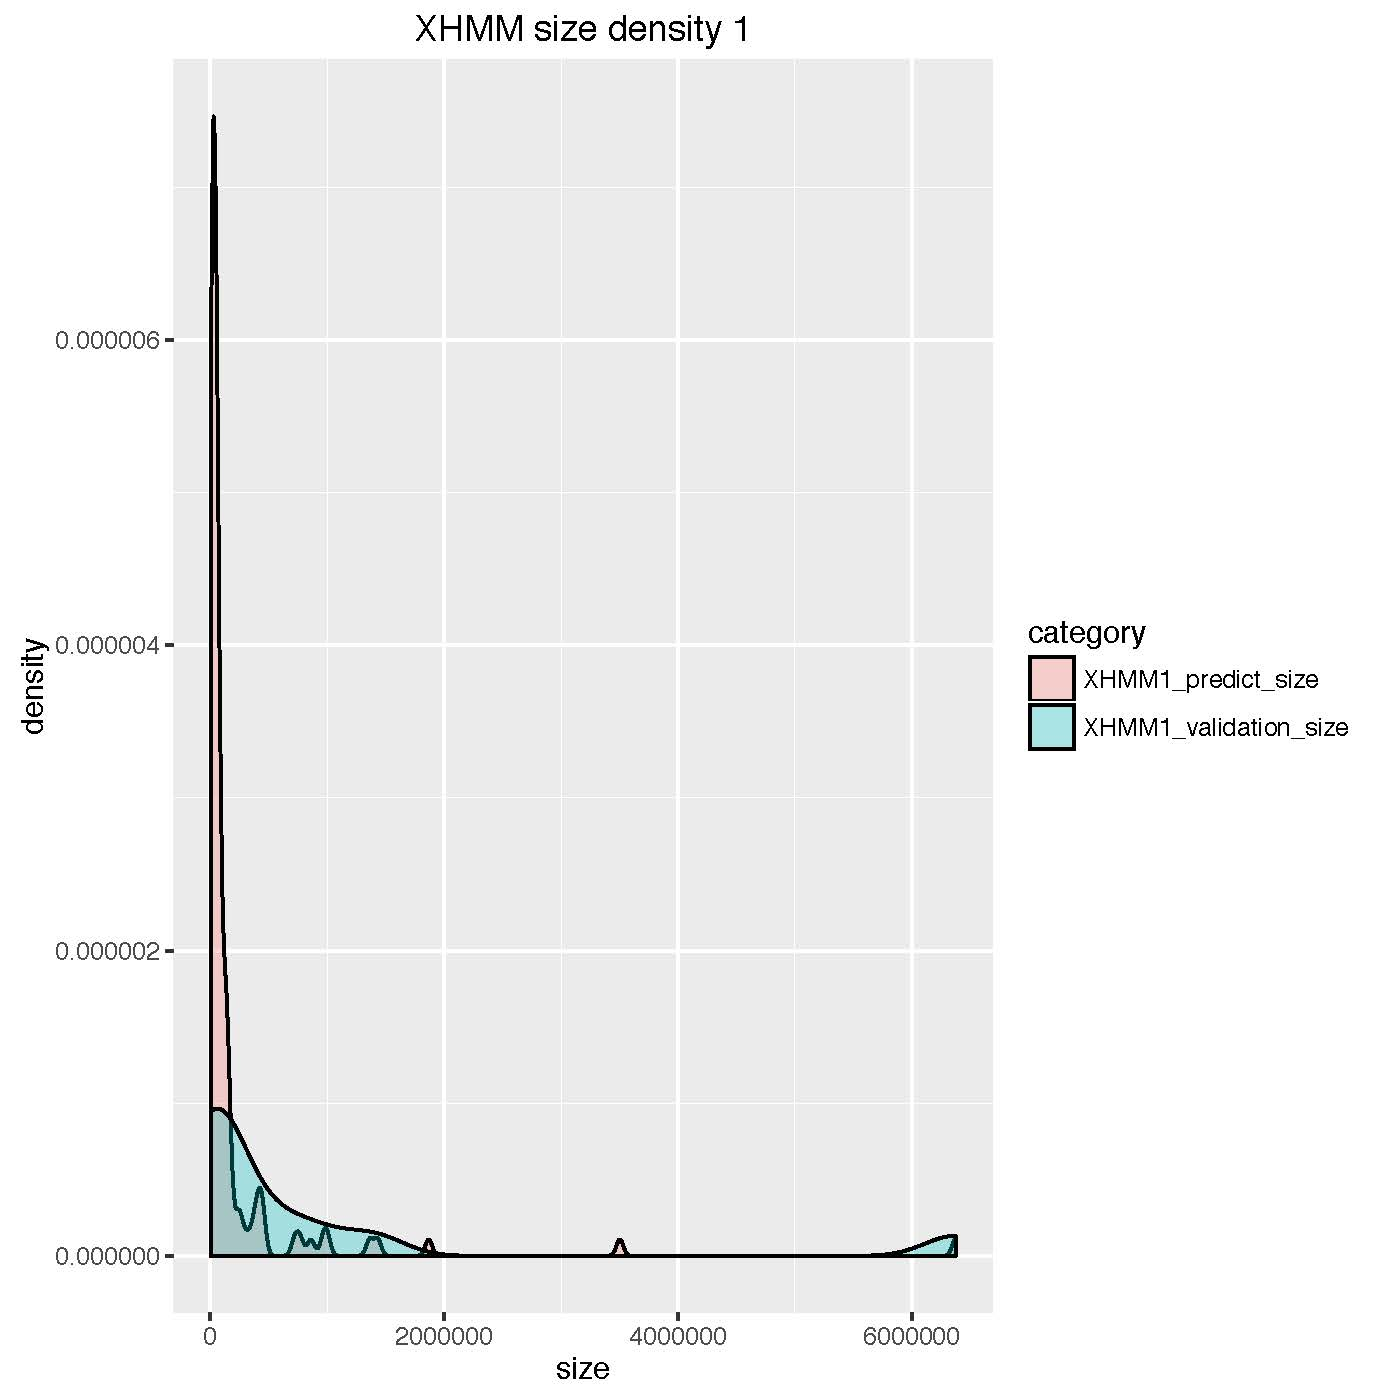 XHMM size density 1
density
0.000006
0.000004
0.000002
0.000000
0 2000000 4000000 6000000
size
category
XHMM1_predict_size
XHMM1_validation_size